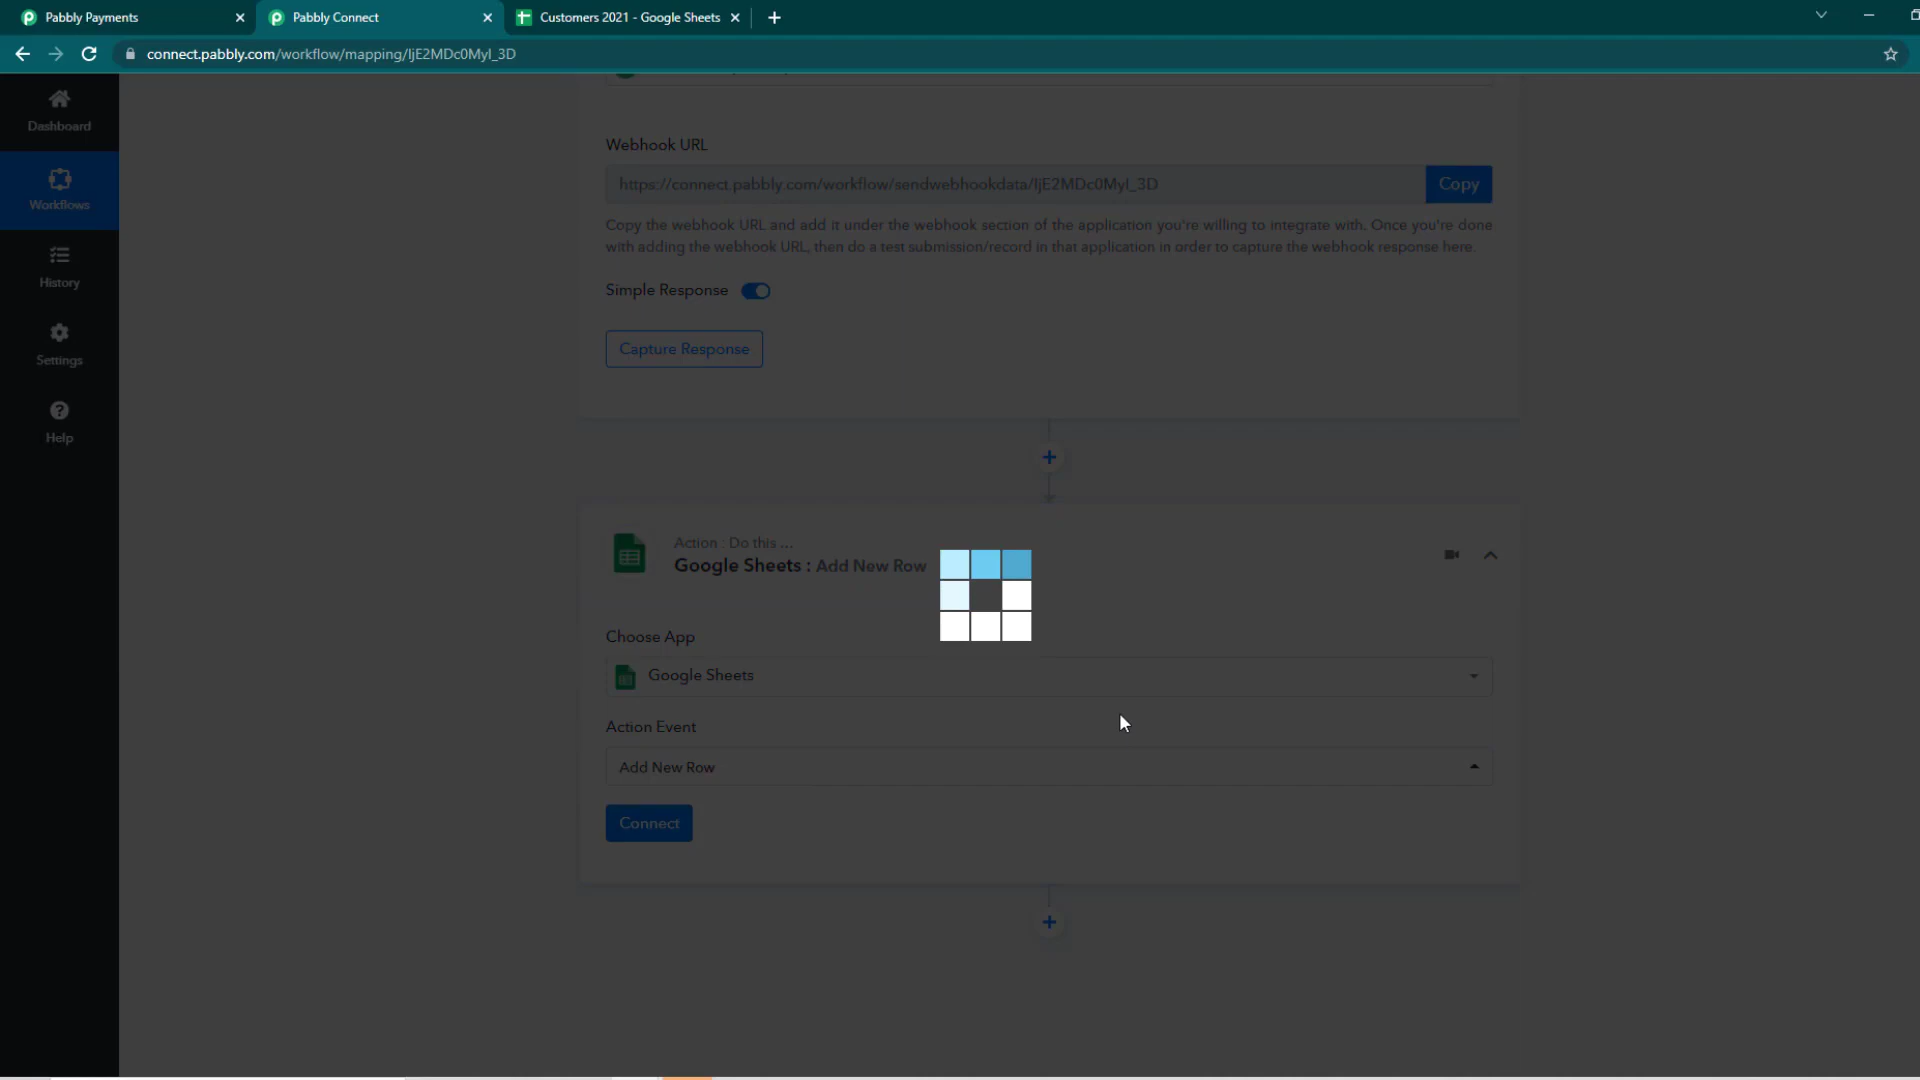 Pabbly Payments
Pabbly Connect
Customers 2021 - Google Sheets
connect.pabbly.com/workflow/mapping/IjE2MDc0MyI_3D
Dashboard
Workflows
History
Settings
Help
Webhook URL
https://connect.pabbly.com/workflow/sendwebhookdata/IjE2MDc0MyI_3D
Copy
Copy the webhook URL and add it under the webhook section of the application you're willing to integrate with. Once you're done
with adding the webhook URL, then do a test submission/record in that application in order to capture the webhook response here.
Simple Response
Capture Response
Action : Do this ...
Google Sheets : Add New Row
Choose App
Google Sheets
Action Event
Add New Row
Connect